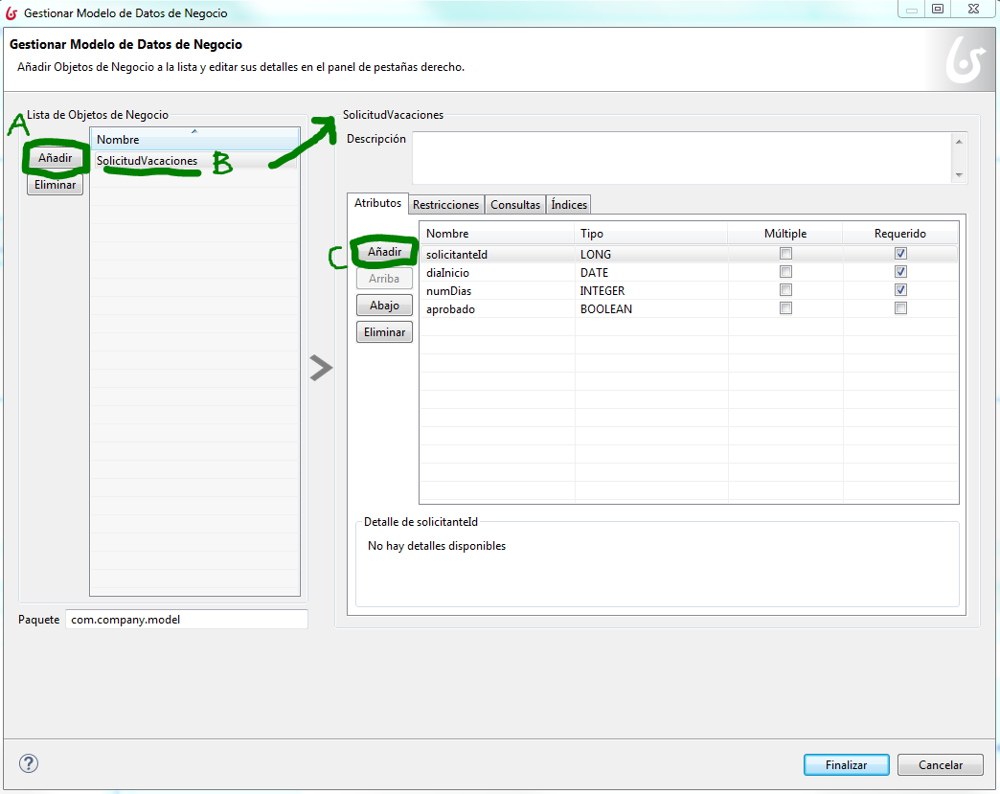 Gestionar Modelo de Datos de Negocio
Gestionar Modelo de Datos de Negocio
Añadir Objetos de Negocio a la lista y editar sus detalles en el panel de pestañas derecho.
A
Lista de Objetos de Negocio
Añadir
Eliminar
Nombre
SolicitudVacaciones B
Paquete com.company.model
SolicitudVacaciones
Descripción
Atributos Restricciones Consultas Índices
C
Añadir
Arriba
Abajo
Eliminar
Nombre Tipo Múltiple Requerido
solicitanteId LONG
diaInicio DATE
numDias INTEGER
aprobado BOOLEAN
Detalle de solicitanteId
No hay detalles disponibles
?
Finalizar Cancelar